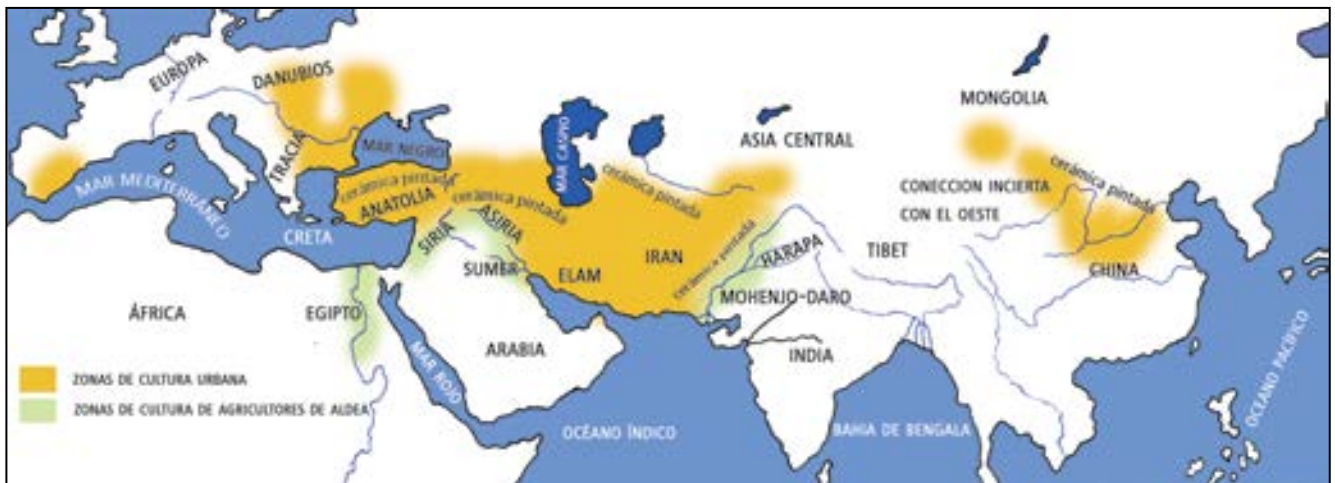 EUROPA
DANUBIOS
MONGOLIA
TRACIA
MAR NEGRO
MAR CASPIO
ASIA CENTRAL
cerámica pintada
MAR MEDITERRÁNEO
cerámica pintada
ANATOLIA
cerámica pintada
cerámica pintada
CONECCION INCIERTA
CON EL OESTE
CRETA
SIRIA
ASIRIA
SUMBR
ELAM
IRAN
cerámica pintada
HARAPA
TIBET
CHINA
MOHENJO-DARO
ÁFRICA
EGIPTO
ARABIA
INDIA
MAR ROJO
OCÉANO ÍNDICO
BAHIA DE BENGALA
OCEANO PACÍFICO
ZONAS DE CULTURA URBANA
ZONAS DE CULTURA DE AGRICULTORES DE ALDEA